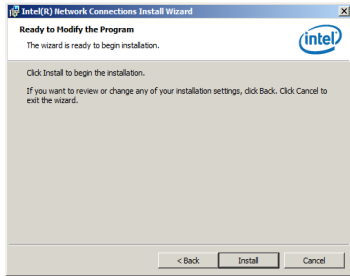 Intel(R) Network Connections Install Wizard
Ready to Modify the Program
The wizard is ready to begin installation.
intel
Click Install to begin the installation.
If you want to review or change any of your installation settings, click Back. Click Cancel to
exit the wizard.
< Back Install Cancel